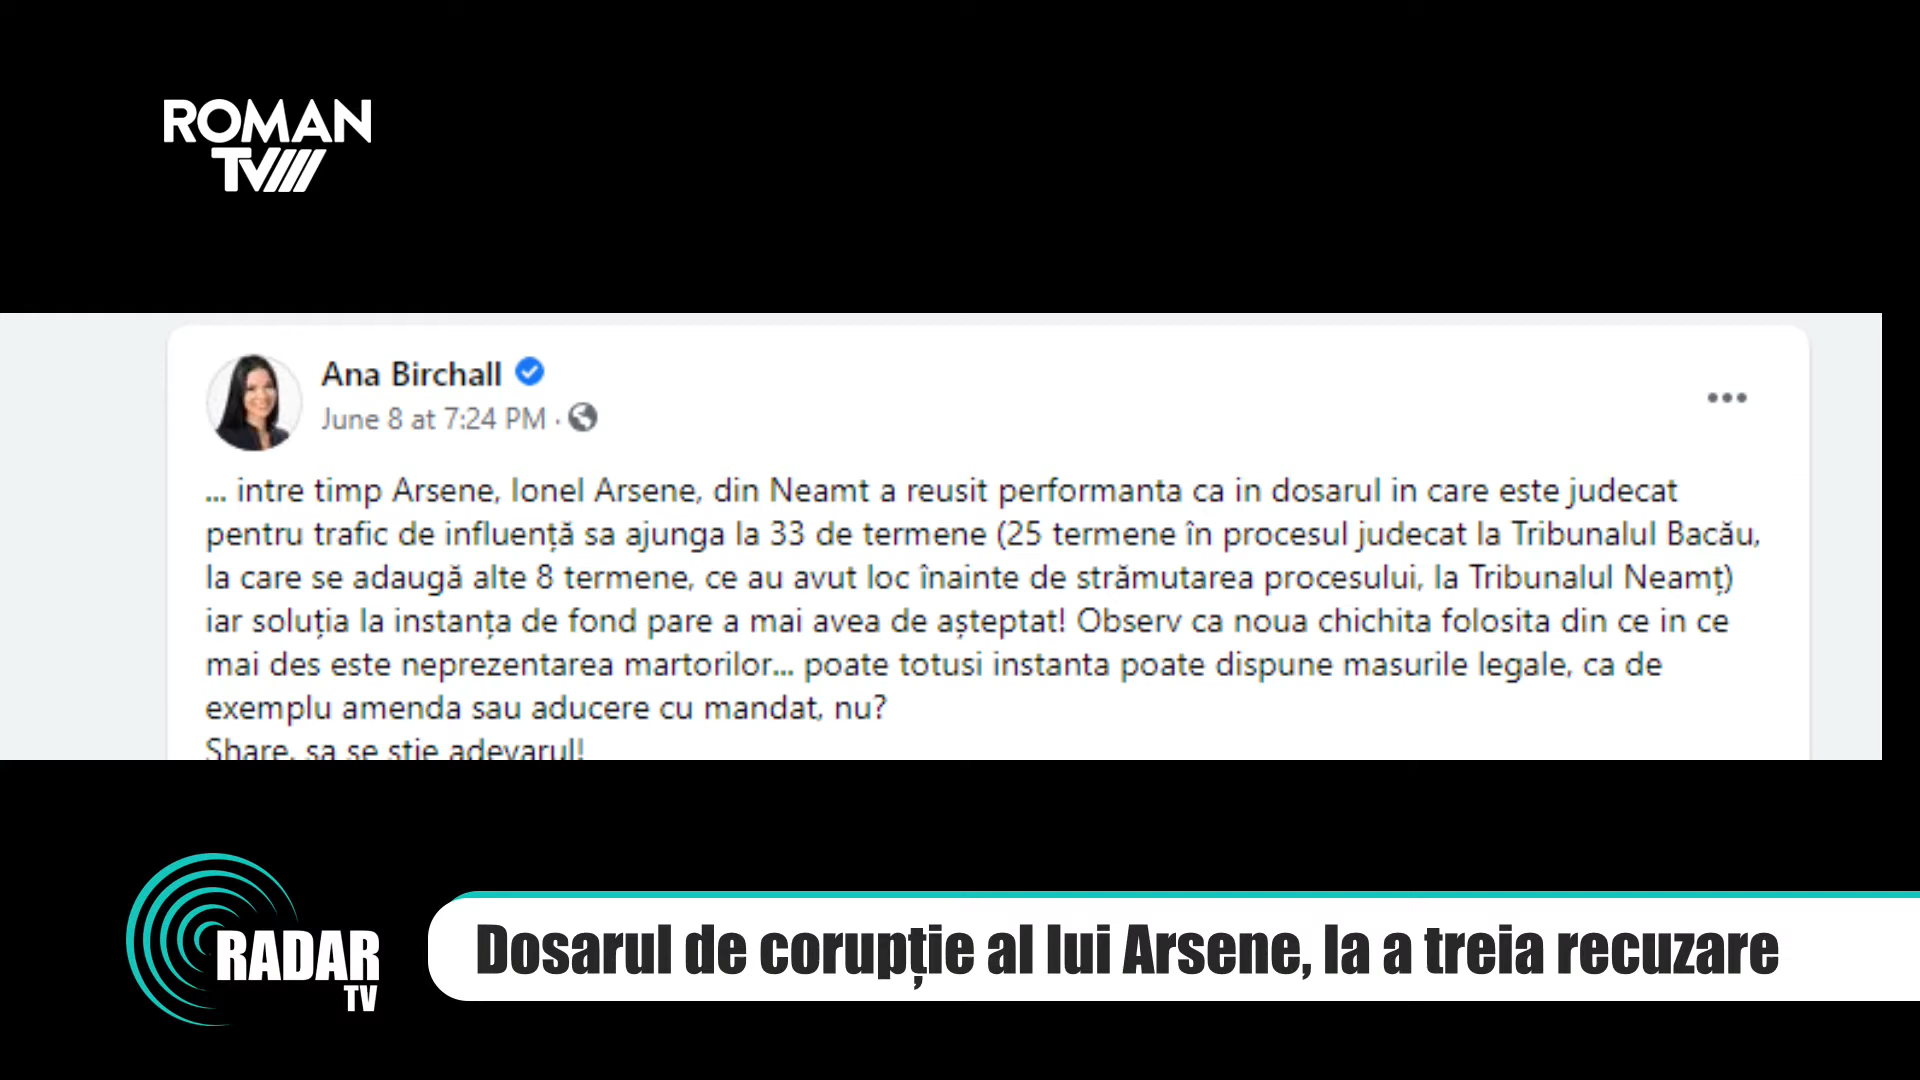 ROMAN
TV
Ana Birchall
June 8 at 7:24 PM ·
... intre timp Arsene, Ionel Arsene, din Neamt a reusit performanta ca in dosarul in care este judecat
pentru trafic de influență sa ajunga la 33 de termene (25 termene în procesul judecat la Tribunalul Bacău,
la care se adaugă alte 8 termene, ce au avut loc înainte de strămutarea procesului, la Tribunalul Neamț)
iar soluția la instanța de fond pare a mai avea de așteptat! Observ ca noua chichita folosita din ce in ce
mai des este neprezentarea martorilor... poate totusi instanta poate dispune masurile legale, ca de
exemplu amenda sau aducere cu mandat, nu?
Share, sa se stie adevarul!
RADAR
TV
Dosarul de corupție al lui Arsene, la a treia recuzare